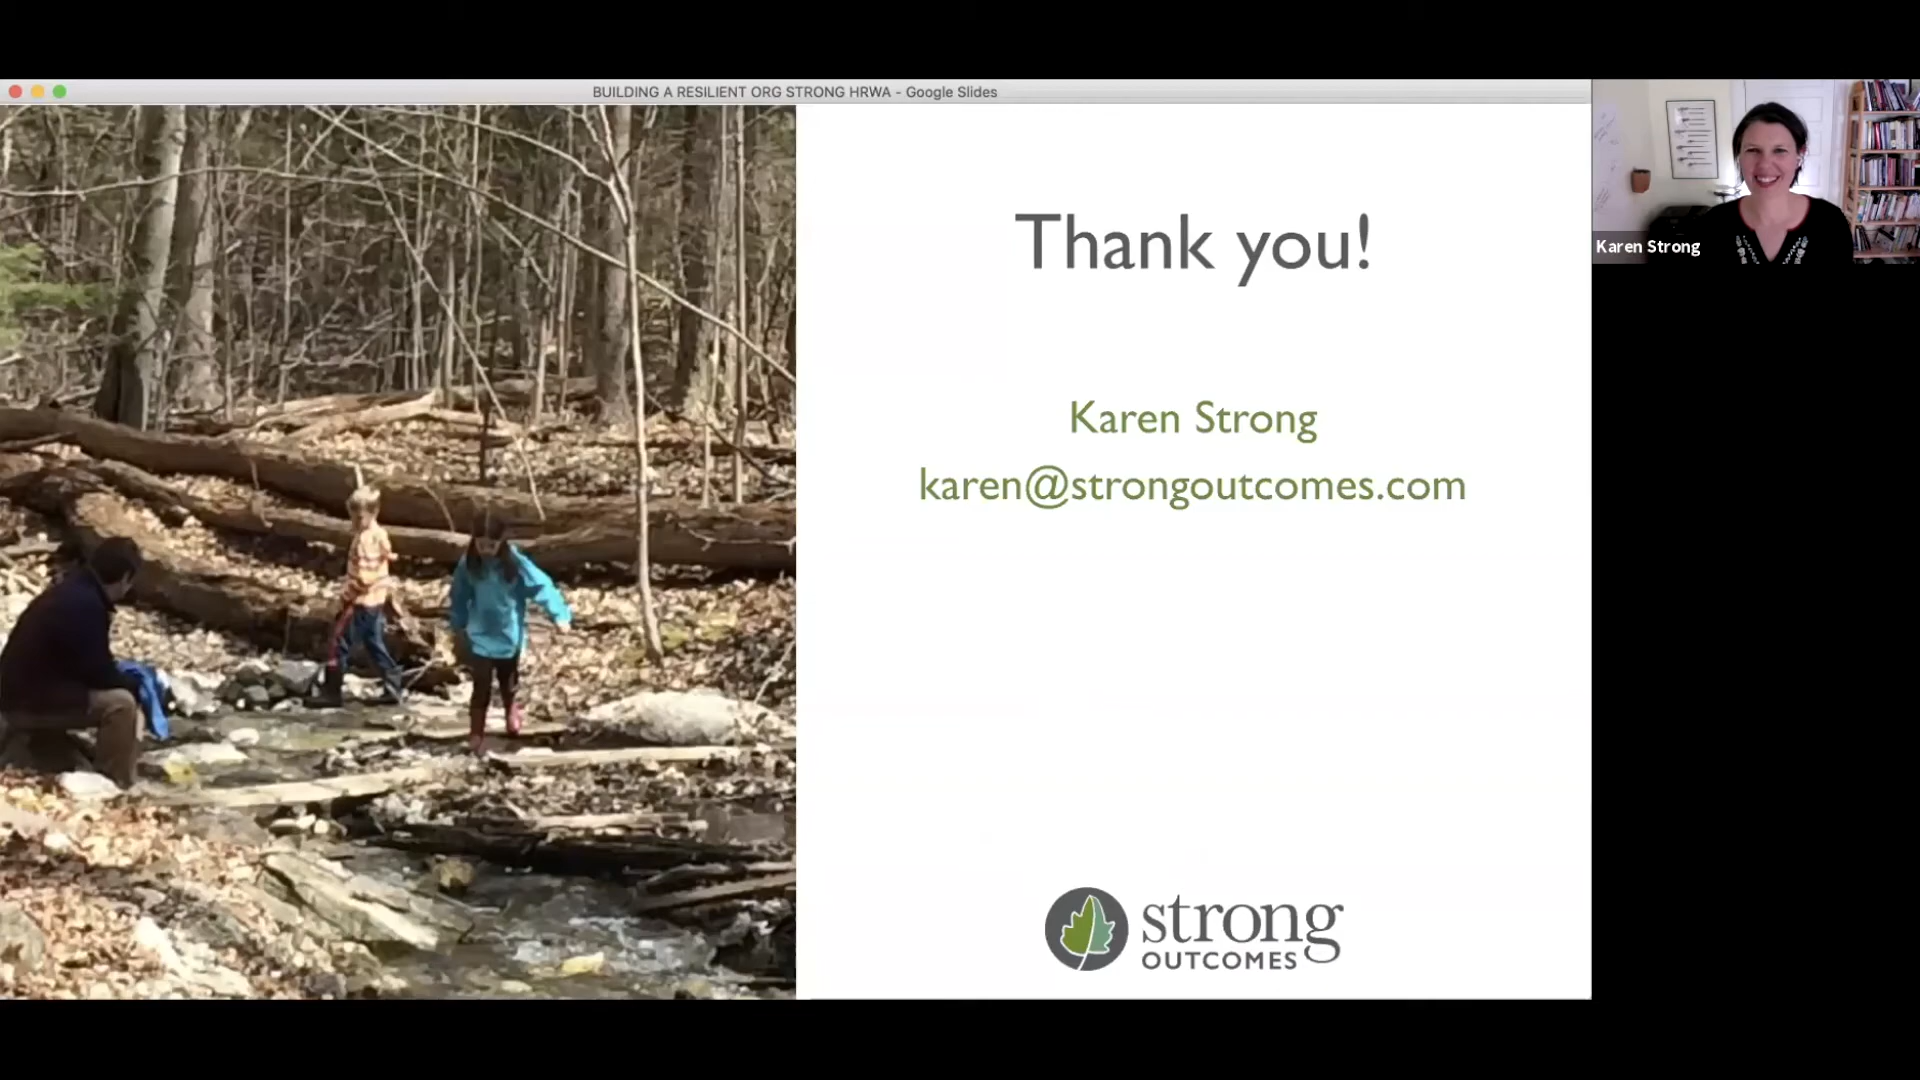 BUILDING A RESILIENT ORG STRONG HRWA - Google Slides
Thank you!
Karen Strong
karen@strongoutcomes.com
strong
OUTCOMES
Karen Strong